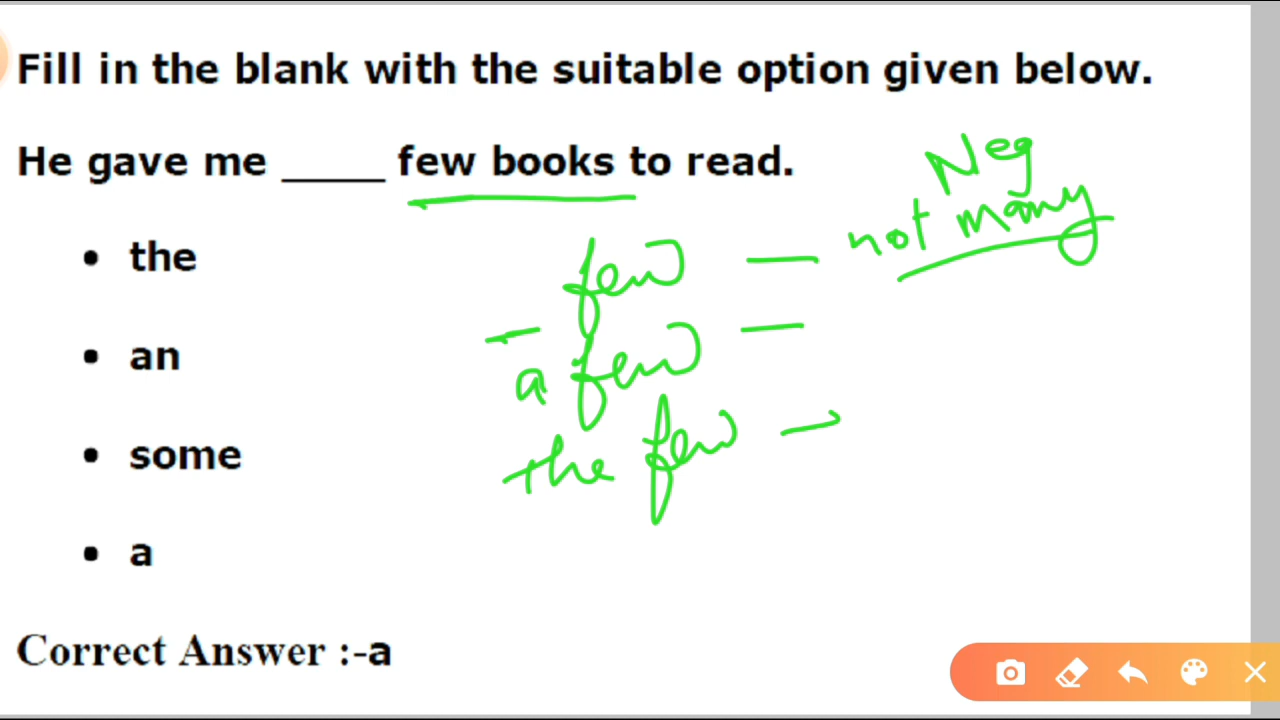 Fill in the blank with the suitable option given below.
He gave me _____ few books to read.
Neg
not many
• the
few —
• an
a few —
the few —
• some
• a
Correct Answer :-a